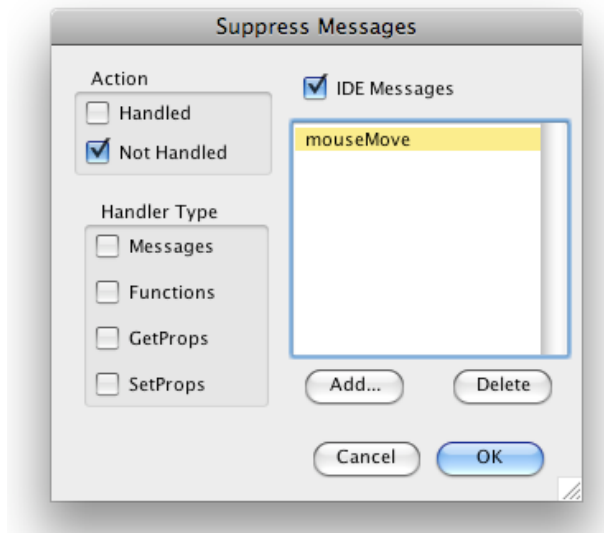 Suppress Messages
Action
Handled
Not Handled
Handler Type
Messages
Functions
GetProps
SetProps
IDE Messages
mouseMove
Add...
Delete
Cancel
OK